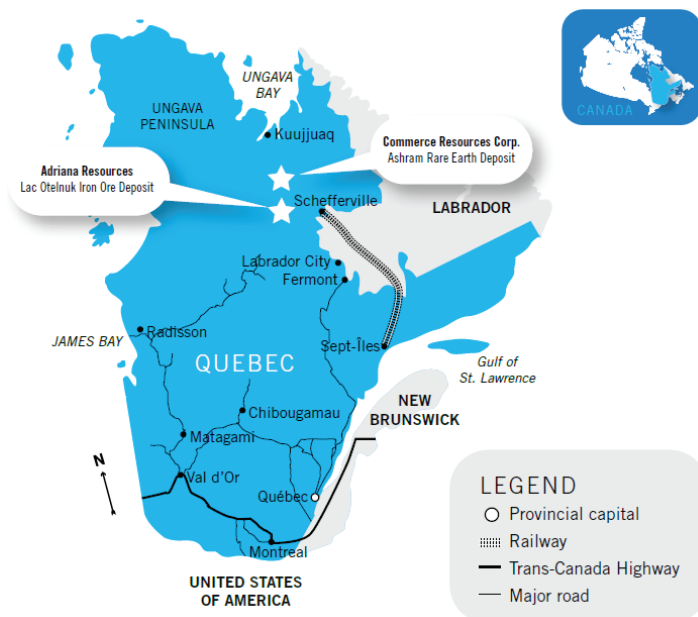 UNGAVA
BAY
UNGAVA
PENINSULA
Kuujjuaq
CANADA
Commerce Resources Corp.
Ashram Rare Earth Deposit
Adriana Resources
Lac Otelnuk Iron Ore Deposit
Schefferville
LABRADOR
Labrador City
Fermont
JAMES BAY
Radisson
QUEBEC
Sept-Îles
Gulf of
St. Lawrence
NEW
BRUNSWICK
Chibougamau
Matagami
N
Val d'Or
Québec
Montreal
UNITED STATES
OF AMERICA
LEGEND
Provincial capital
Railway
Trans-Canada Highway
Major road